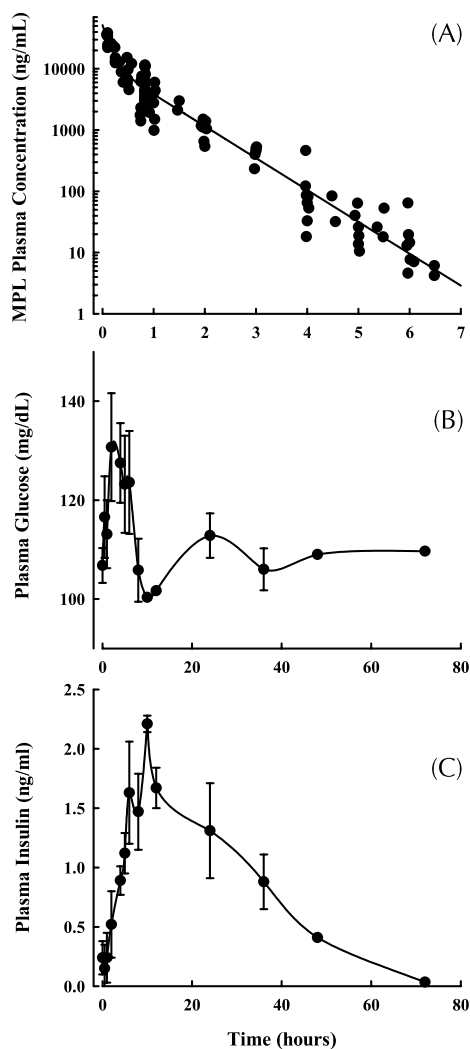 (A)
MPL Plasma Concentration (ng/mL)
10000
1000
100
10
1
0 1 2 3 4 5 6 7
(B)
Plasma Glucose (mg/dL)
140
120
100
0 20 40 60 80
(C)
Plasma Insulin (ng/ml)
2.5
2.0
1.5
1.0
0.5
0.0
0 20 40 60 80
Time (hours)